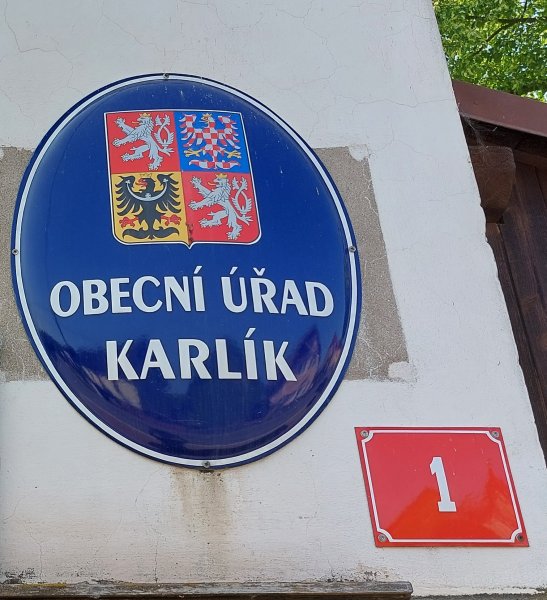 OBECNÍ ÚŘAD
KARLÍK
1